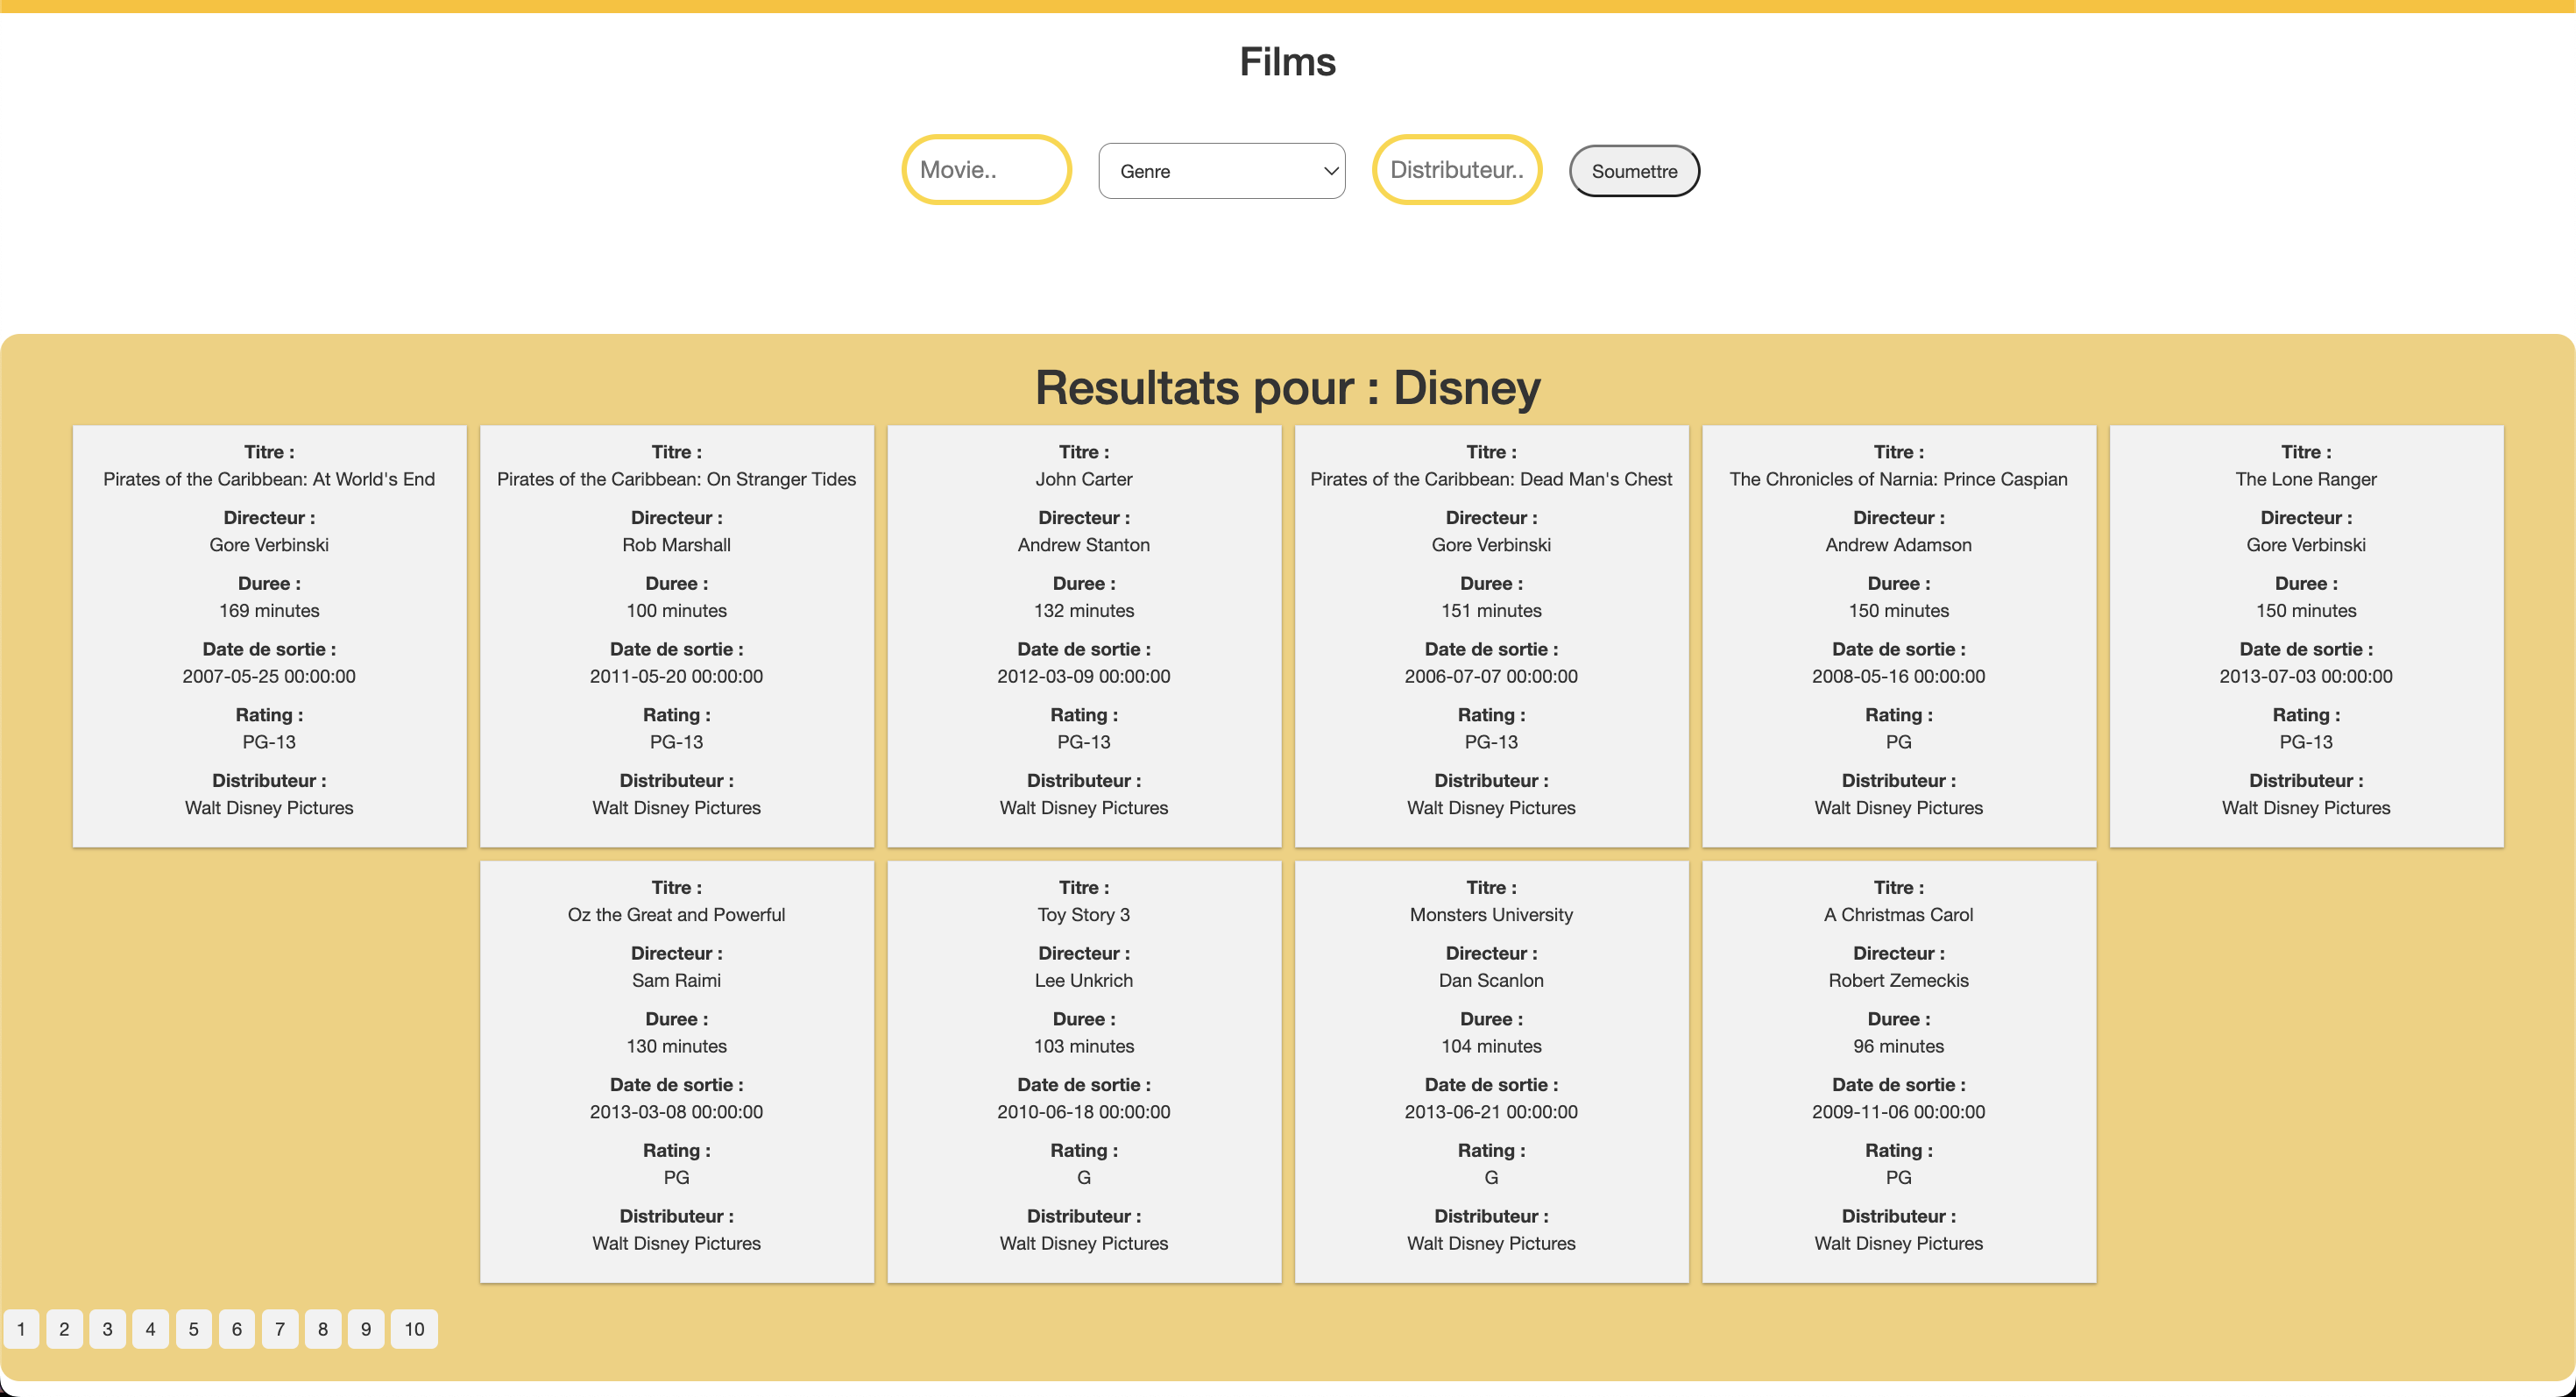 Films
Movie.. Genre Distributeur.. Soumettre
Resultats pour : Disney
Titre :
Pirates of the Caribbean: At World's End
Directeur :
Gore Verbinski
Duree :
169 minutes
Date de sortie :
2007-05-25 00:00:00
Rating :
PG-13
Distributeur :
Walt Disney Pictures
Titre :
Pirates of the Caribbean: On Stranger Tides
Directeur :
Rob Marshall
Duree :
100 minutes
Date de sortie :
2011-05-20 00:00:00
Rating :
PG-13
Distributeur :
Walt Disney Pictures
Titre :
John Carter
Directeur :
Andrew Stanton
Duree :
132 minutes
Date de sortie :
2012-03-09 00:00:00
Rating :
PG-13
Distributeur :
Walt Disney Pictures
Titre :
Pirates of the Caribbean: Dead Man's Chest
Directeur :
Gore Verbinski
Duree :
151 minutes
Date de sortie :
2006-07-07 00:00:00
Rating :
PG-13
Distributeur :
Walt Disney Pictures
Titre :
The Chronicles of Narnia: Prince Caspian
Directeur :
Andrew Adamson
Duree :
150 minutes
Date de sortie :
2008-05-16 00:00:00
Rating :
PG
Distributeur :
Walt Disney Pictures
Titre :
The Lone Ranger
Directeur :
Gore Verbinski
Duree :
150 minutes
Date de sortie :
2013-07-03 00:00:00
Rating :
PG-13
Distributeur :
Walt Disney Pictures
Titre :
Oz the Great and Powerful
Directeur :
Sam Raimi
Duree :
130 minutes
Date de sortie :
2013-03-08 00:00:00
Rating :
PG
Distributeur :
Walt Disney Pictures
Titre :
Toy Story 3
Directeur :
Lee Unkrich
Duree :
103 minutes
Date de sortie :
2010-06-18 00:00:00
Rating :
G
Distributeur :
Walt Disney Pictures
Titre :
Monsters University
Directeur :
Dan Scanlon
Duree :
104 minutes
Date de sortie :
2013-06-21 00:00:00
Rating :
G
Distributeur :
Walt Disney Pictures
Titre :
A Christmas Carol
Directeur :
Robert Zemeckis
Duree :
96 minutes
Date de sortie :
2009-11-06 00:00:00
Rating :
PG
Distributeur :
Walt Disney Pictures
1 2 3 4 5 6 7 8 9 10